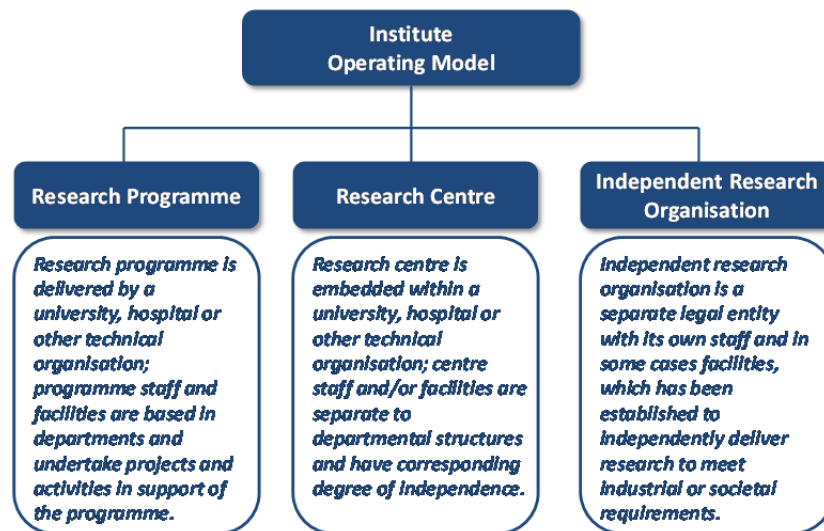 Institute
Operating Model
Research Programme
Research Centre
Independent Research
Organisation
Research programme is
delivered by a
university, hospital or
other technical
organisation;
programme staff and
facilities are based in
departments and
undertake projects and
activities in support of
the programme.
Research centre is
embedded within a
university, hospital or
other technical
organisation; centre
staff and/or facilities are
separate to
departmental structures
and have corresponding
degree of independence.
Independent research
organisation is a
separate legal entity
with its own staff and in
some cases facilities,
which has been
established to
independently deliver
research to meet
industrial or societal
requirements.